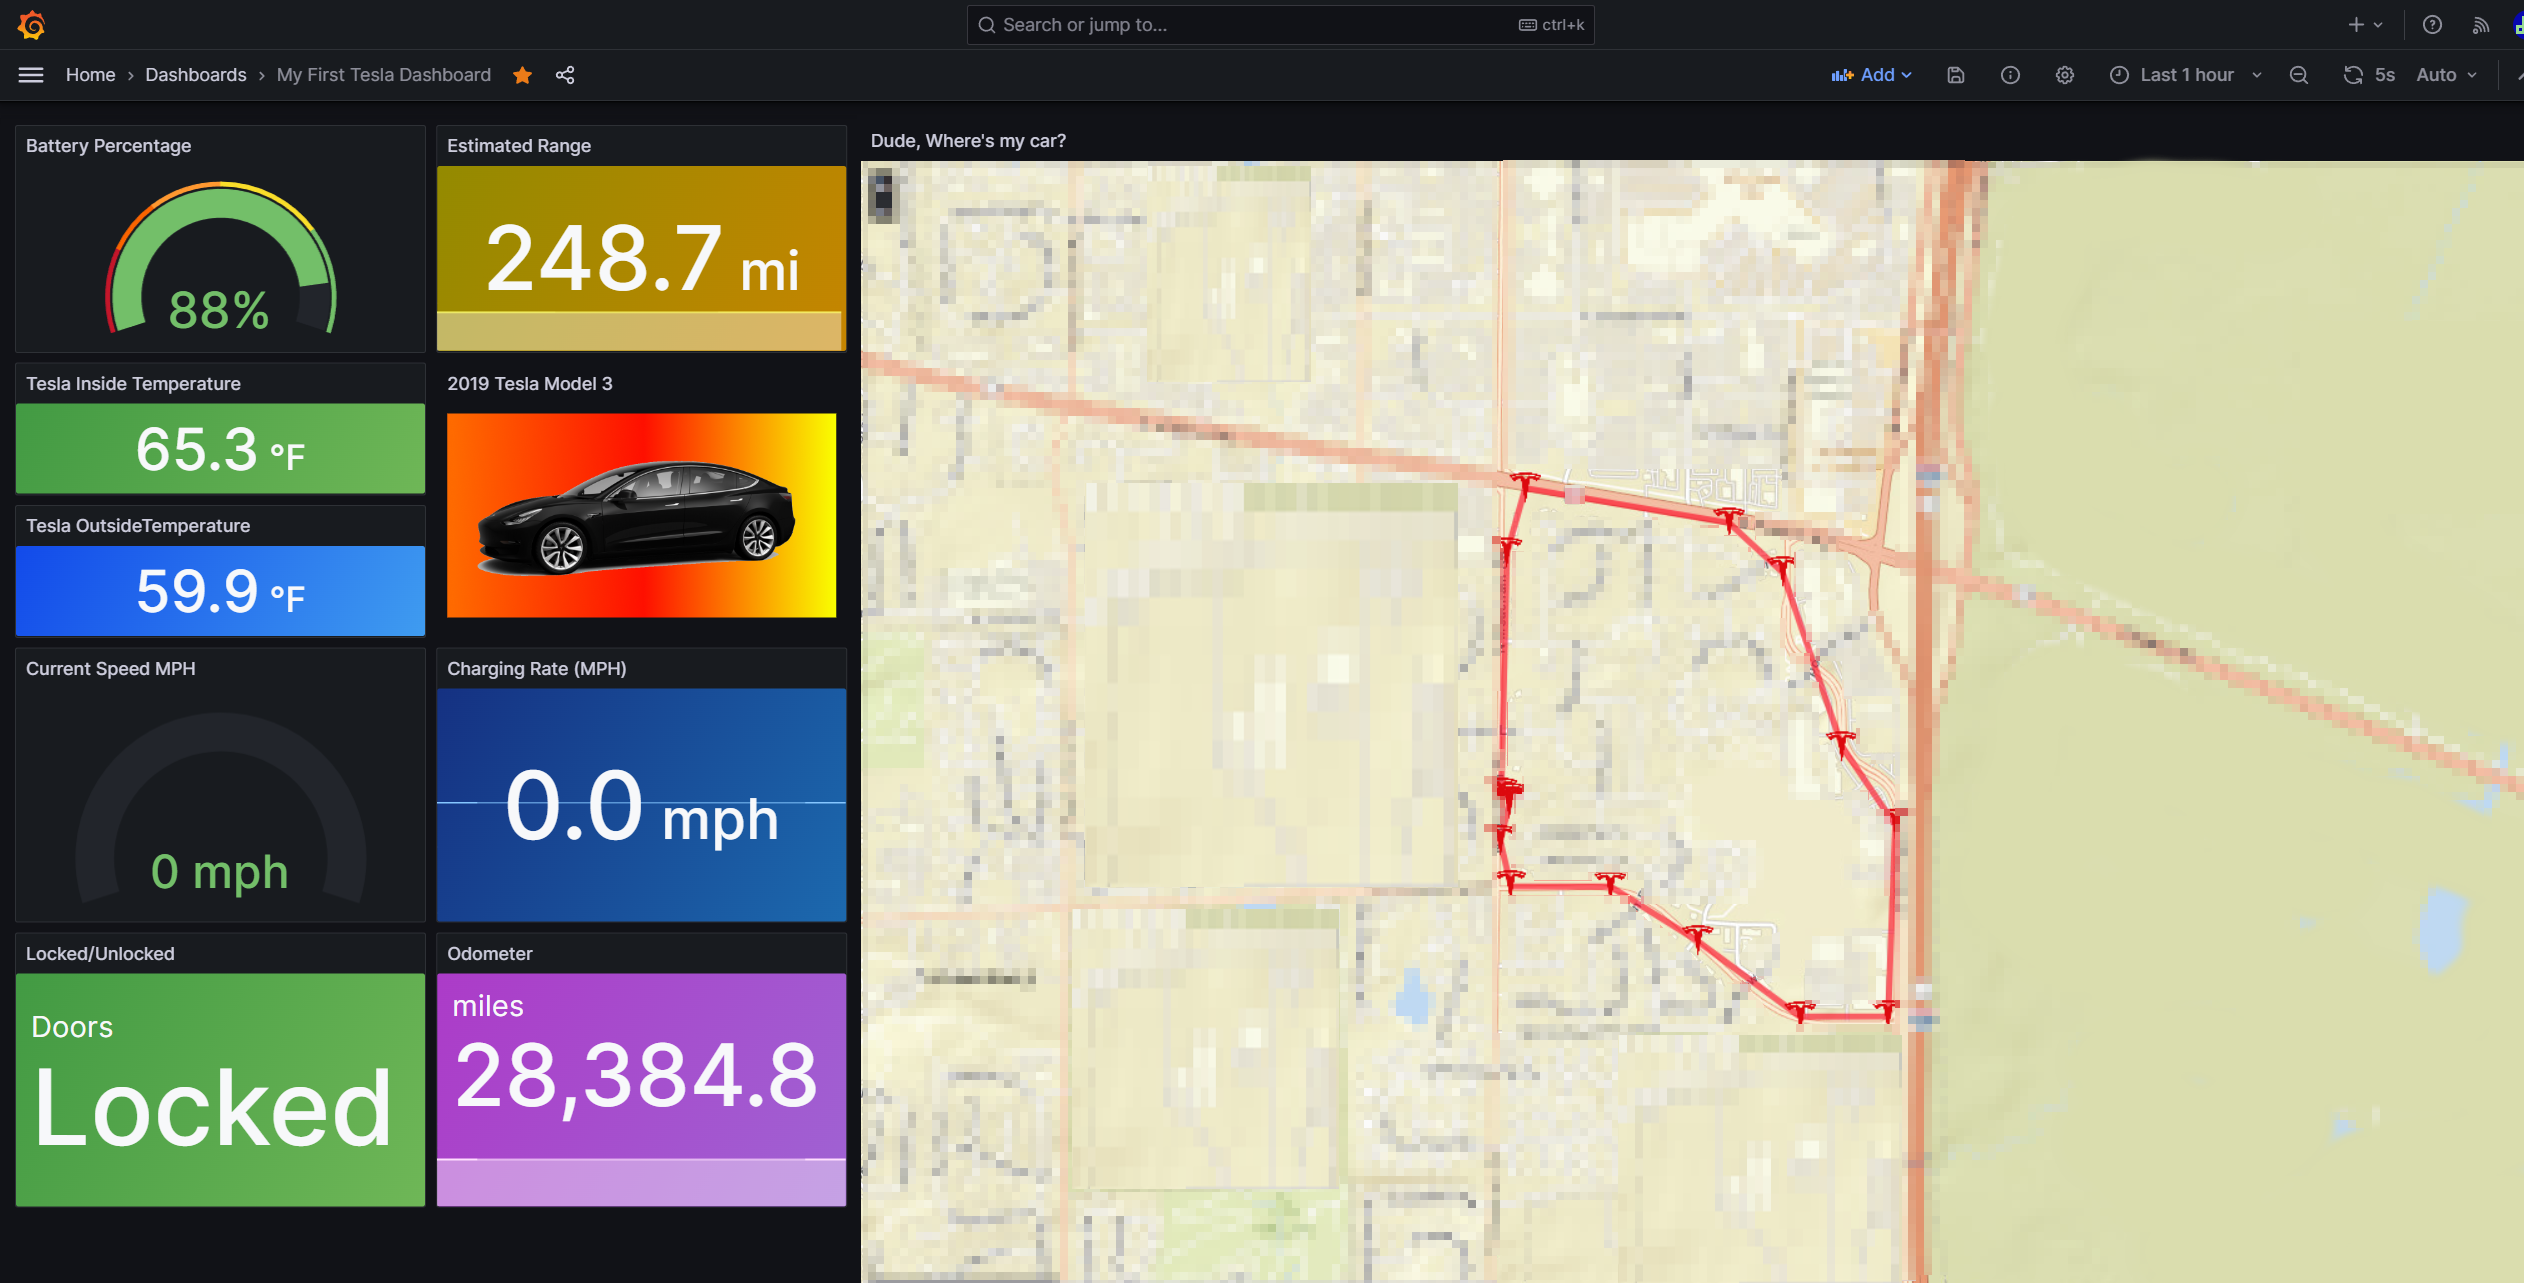 Search or jump to...
ctrl+k
Home › Dashboards › My First Tesla Dashboard
Add
Last 1 hour
5s
Auto
Battery Percentage
88%
Estimated Range
248.7 mi
Dude, Where's my car?
Tesla Inside Temperature
65.3 °F
2019 Tesla Model 3
Tesla OutsideTemperature
59.9 °F
Current Speed MPH
0 mph
Charging Rate (MPH)
0.0 mph
Locked/Unlocked
Doors
Locked
Odometer
miles
28,384.8